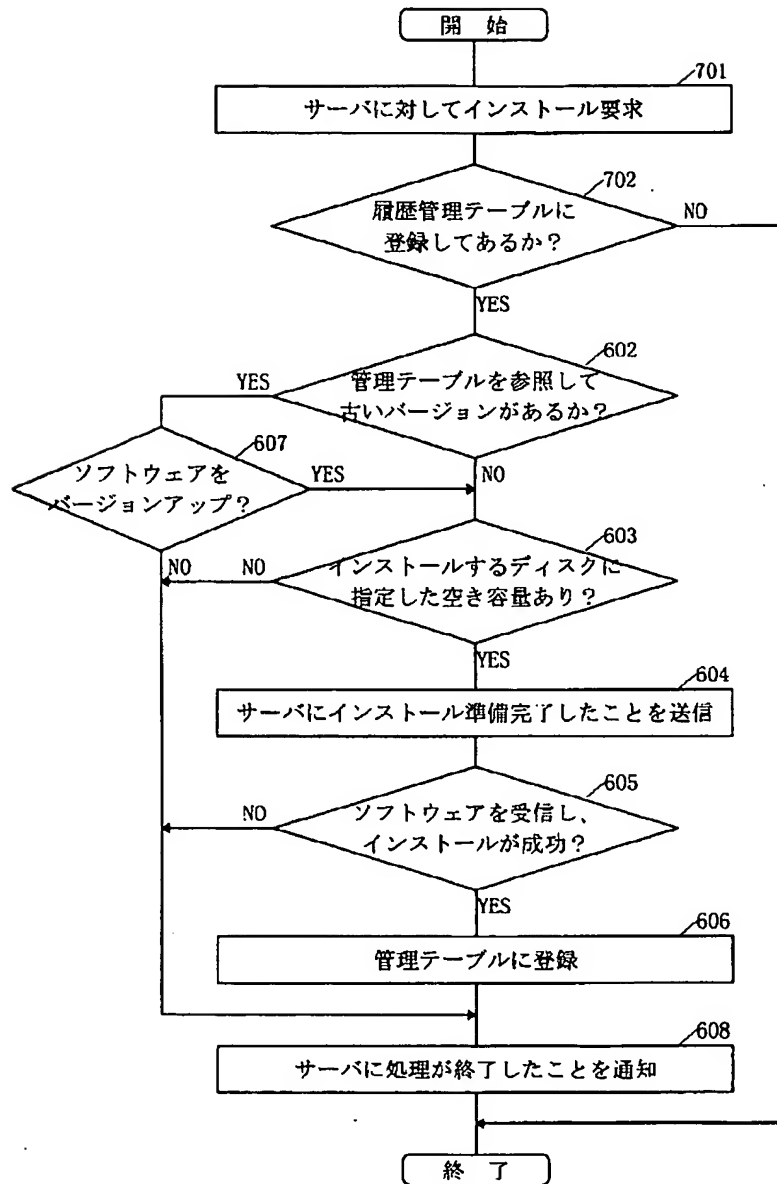 開 始
701
サーバに対してインストール要求
702
履歴管理テーブルに
登録してあるか?
NO
YES
602
YES
管理テーブルを参照して
古いバージョンがあるか?
607
ソフトウェアを
バージョンアップ?
YES
NO
603
NO
NO
インストールするディスクに
指定した空き容量あり?
YES
604
サーバにインストール準備完了したことを送信
605
NO
ソフトウェアを受信し、
インストールが成功?
YES
606
管理テーブルに登録
608
サーバに処理が終了したことを通知
終 了